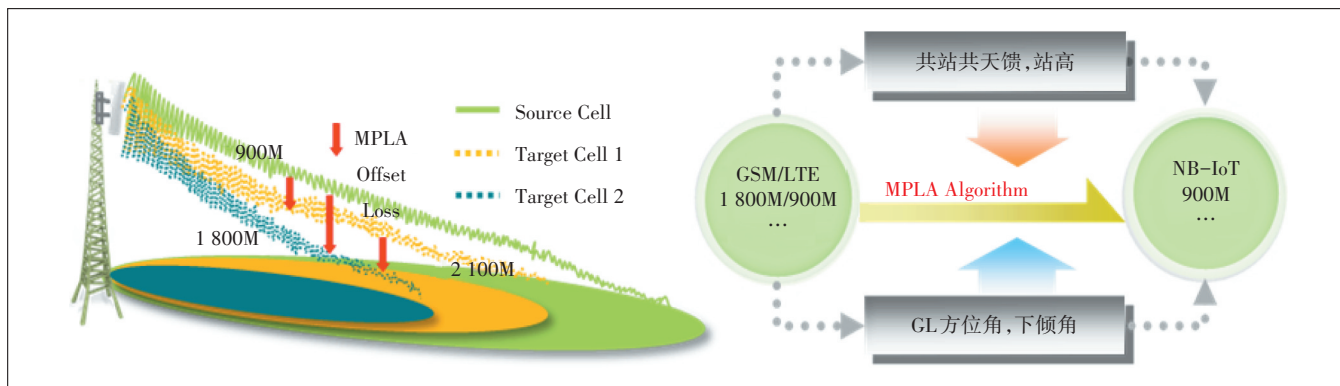 900M
1 800M
2 100M
MPLA
Offset
Loss
Source Cell
Target Cell 1
Target Cell 2
共站共天馈,站高
GSM/LTE
1 800M/900M
…
MPLA Algorithm
NB-IoT
900M
…
GL方位角,下倾角